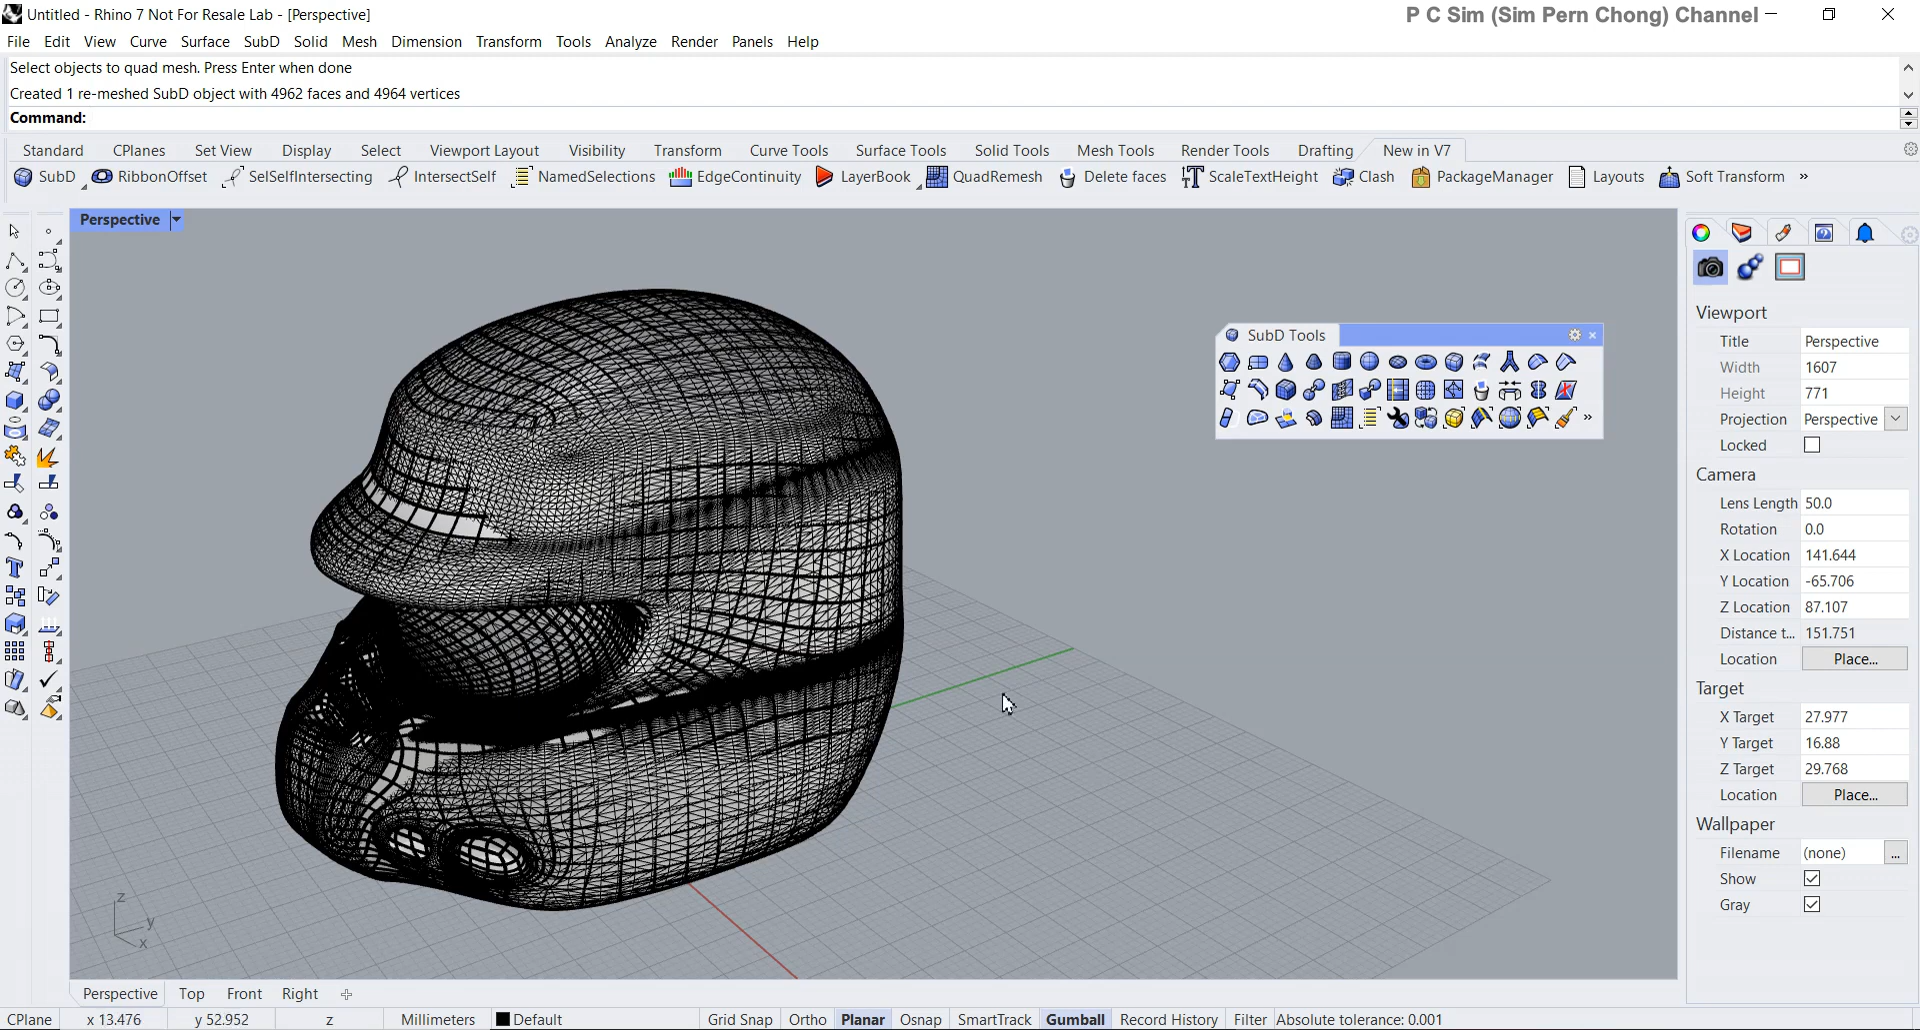 Untitled - Rhino 7 Not For Resale Lab - [Perspective]
P C Sim (Sim Pern Chong) Channel
File Edit View Curve Surface SubD Solid Mesh Dimension Transform Tools Analyze Render Panels Help
Select objects to quad mesh. Press Enter when done
Created 1 re-meshed SubD object with 4962 faces and 4964 vertices
Command:
Standard CPlanes Set View Display Select Viewport Layout Visibility Transform Curve Tools Surface Tools Solid Tools Mesh Tools Render Tools Drafting New in V7
SubD RibbonOffset SelSelfIntersecting IntersectSelf NamedSelections EdgeContinuity LayerBook QuadRemesh Delete faces ScaleTextHeight Clash PackageManager Layouts Soft Transform »
Perspective
SubD Tools
»
Viewport
Title Perspective
Width 1607
Height 771
Projection Perspective
Locked
Camera
Lens Length 50.0
Rotation 0.0
X Location 141.644
Y Location -65.706
Z Location 87.107
Distance t... 151.751
Location Place...
Target
X Target 27.977
Y Target 16.88
Z Target 29.768
Location Place...
Wallpaper
Filename (none) ...
Show
Gray
z
y
x
Perspective Top Front Right
CPlane x 13.476 y 52.952 z Millimeters Default Grid Snap Ortho Planar Osnap SmartTrack Gumball Record History Filter Absolute tolerance: 0.001